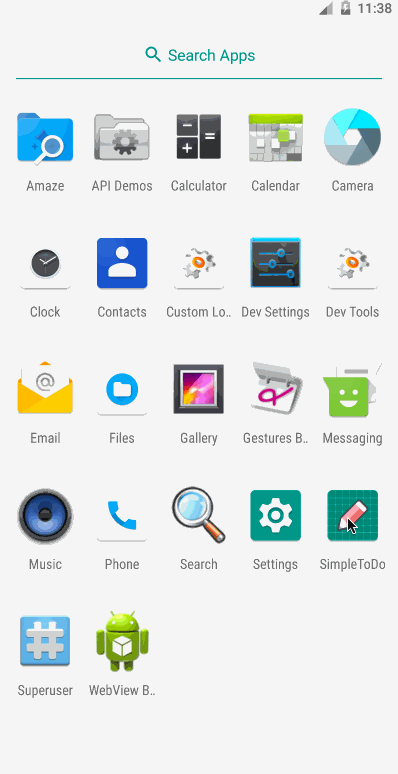 11:38
Search Apps
Amaze API Demos Calculator Calendar Camera
Clock Contacts Custom Lo.. Dev Settings Dev Tools
Email Files Gallery Gestures B.. Messaging
Music Phone Search Settings SimpleToDo
Superuser WebView B..